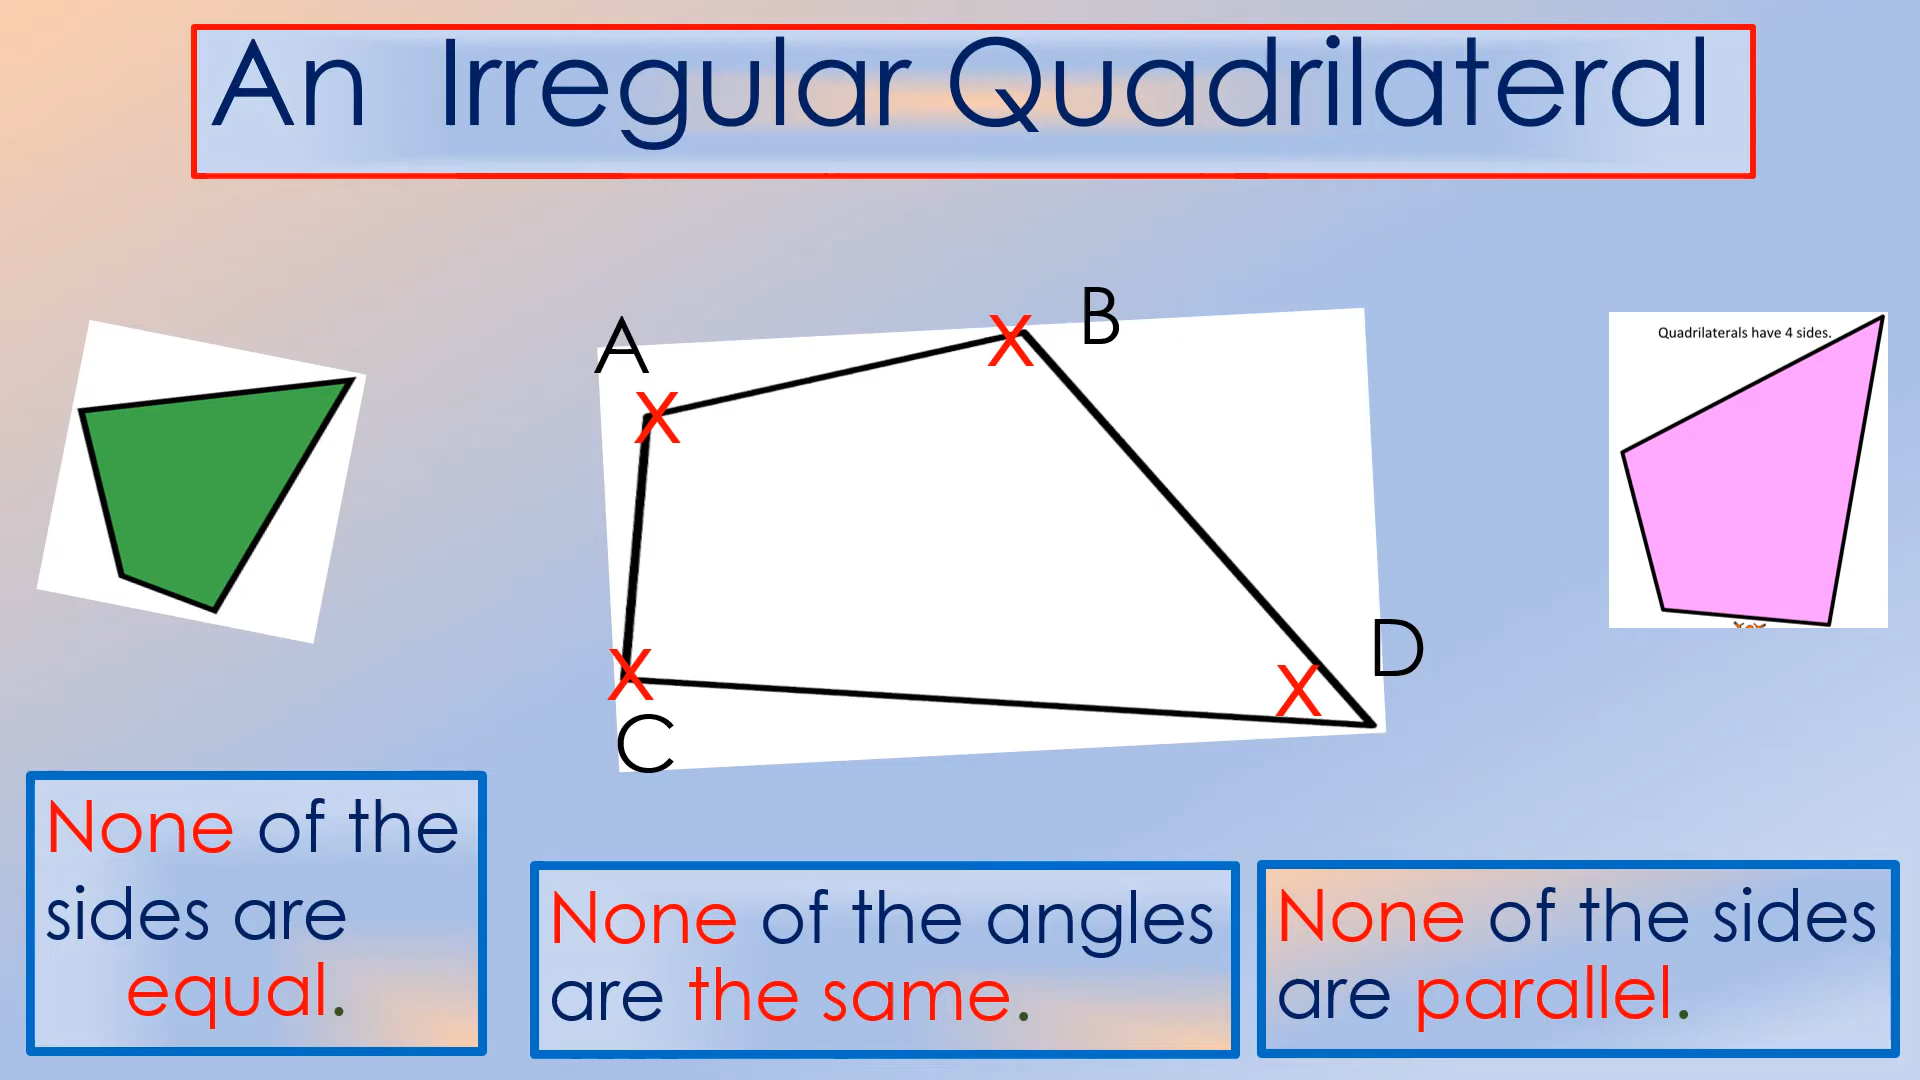 An Irregular Quadrilateral
A
B
X
X
Quadrilaterals have 4 sides.
X
X
D
C
None of the
sides are
equal.
None of the angles
are the same.
None of the sides
are parallel.